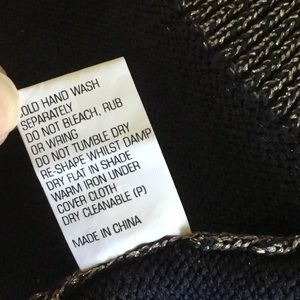 COLD HAND WASH
SEPARATELY
DO NOT BLEACH, RUB
OR WRING
DO NOT TUMBLE DRY
RE-SHAPE WHILST DAMP
DRY FLAT IN SHADE
WARM IRON UNDER
COVER CLOTH
DRY CLEANABLE (P)
MADE IN CHINA